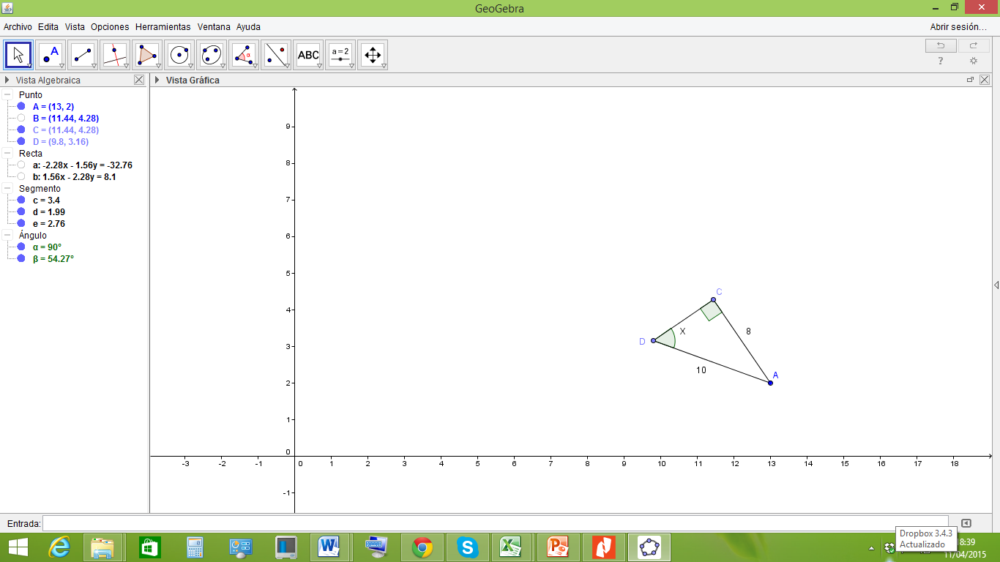 GeoGebra
Archivo Edita Vista Opciones Herramientas Ventana Ayuda
Abrir sesión...
A
α
ABC
a = 2
?
Vista Algebraica
Vista Gráfica
Punto
A = (13, 2)
B = (11.44, 4.28)
C = (11.44, 4.28)
D = (9.8, 3.16)
Recta
a: -2.28x - 1.56y = -32.76
b: 1.56x - 2.28y = 8.1
Segmento
c = 3.4
d = 1.99
e = 2.76
Ángulo
α = 90°
β = 54.27°
9
8
7
6
5
4
3
2
1
0
-1
C
X
8
D
10
A
-3 -2 -1 0 1 2 3 4 5 6 7 8 9 10 11 12 13 14 15 16 17 18
Entrada:
Dropbox 3.4.3
Actualizado
8:39
11/04/2015